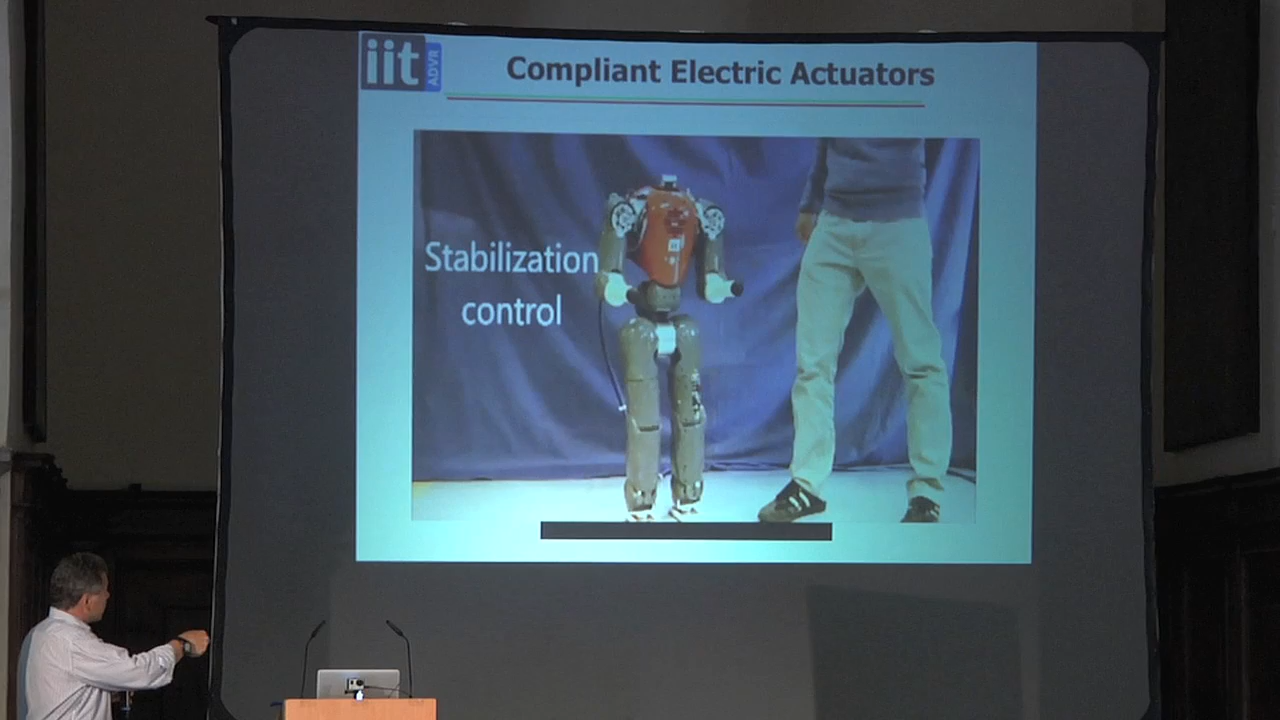 iit
ADVR
Compliant Electric Actuators
Stabilization
control